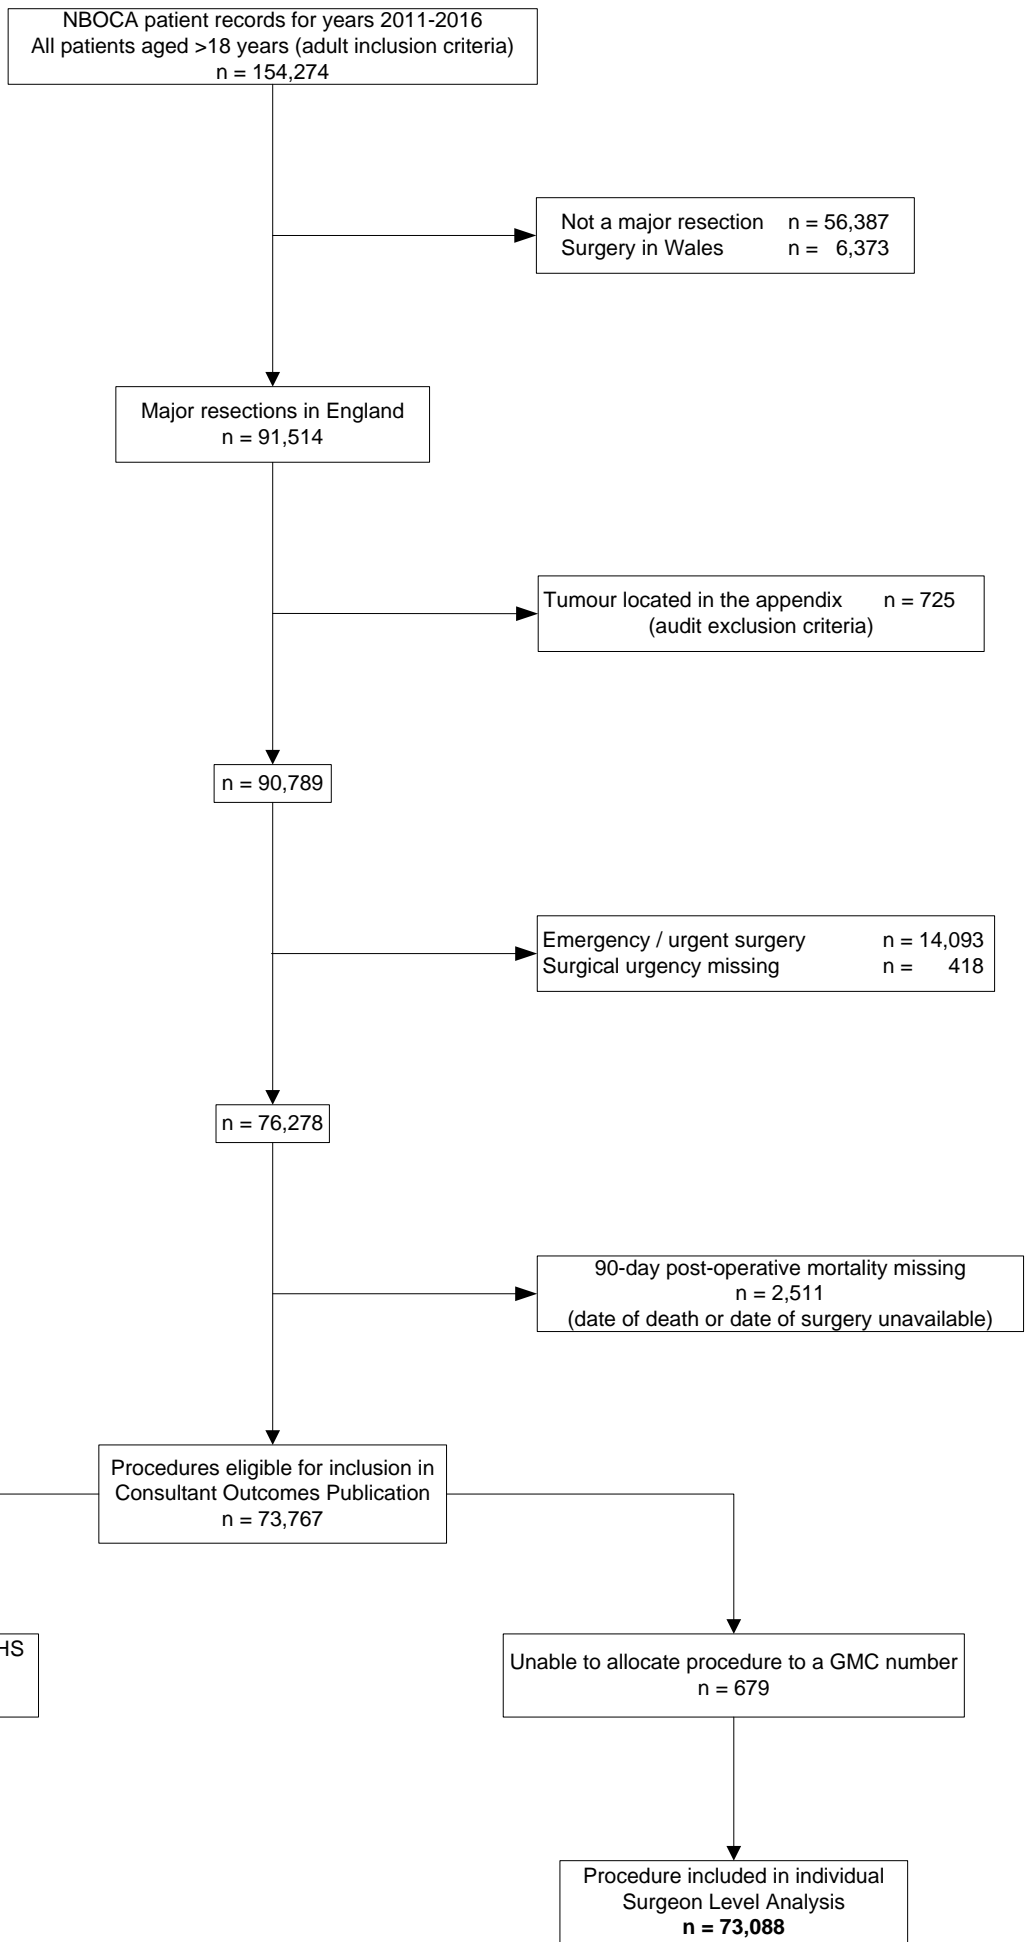 NBOCA patient records for years 2011-2016
All patients aged >18 years (adult inclusion criteria)
n = 154,274
Not a major resection n = 56,387
Surgery in Wales n = 6,373
Major resections in England
n = 91,514
Tumour located in the appendix n = 725
(audit exclusion criteria)
n = 90,789
Emergency / urgent surgery n = 14,093
Surgical urgency missing n = 418
n = 76,278
90-day post-operative mortality missing
n = 2,511
(date of death or date of surgery unavailable)
Procedures eligible for inclusion in
Consultant Outcomes Publication
n = 73,767
HS
Unable to allocate procedure to a GMC number
n = 679
Procedure included in individual
Surgeon Level Analysis
n = 73,088